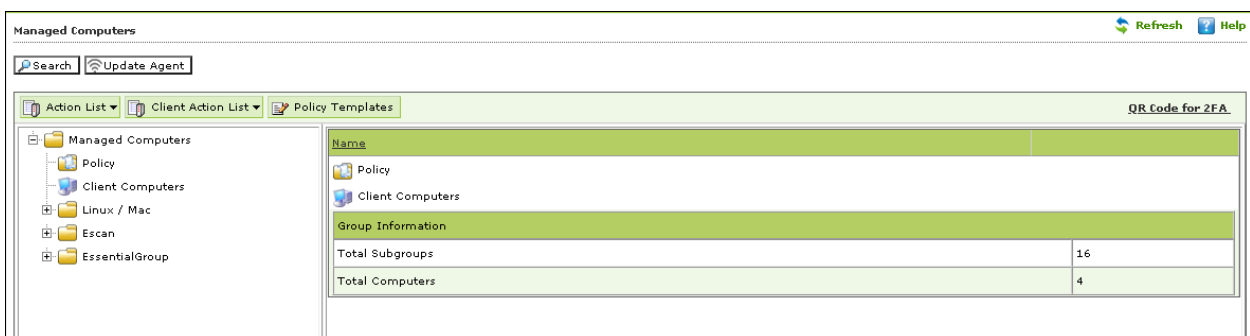 Managed Computers
Refresh Help
Search Update Agent
Action List Client Action List Policy Templates QR Code for 2FA
Managed Computers
Policy
Client Computers
Linux / Mac
Escan
EssentialGroup
Name
Policy
Client Computers
Group Information
Total Subgroups 16
Total Computers 4